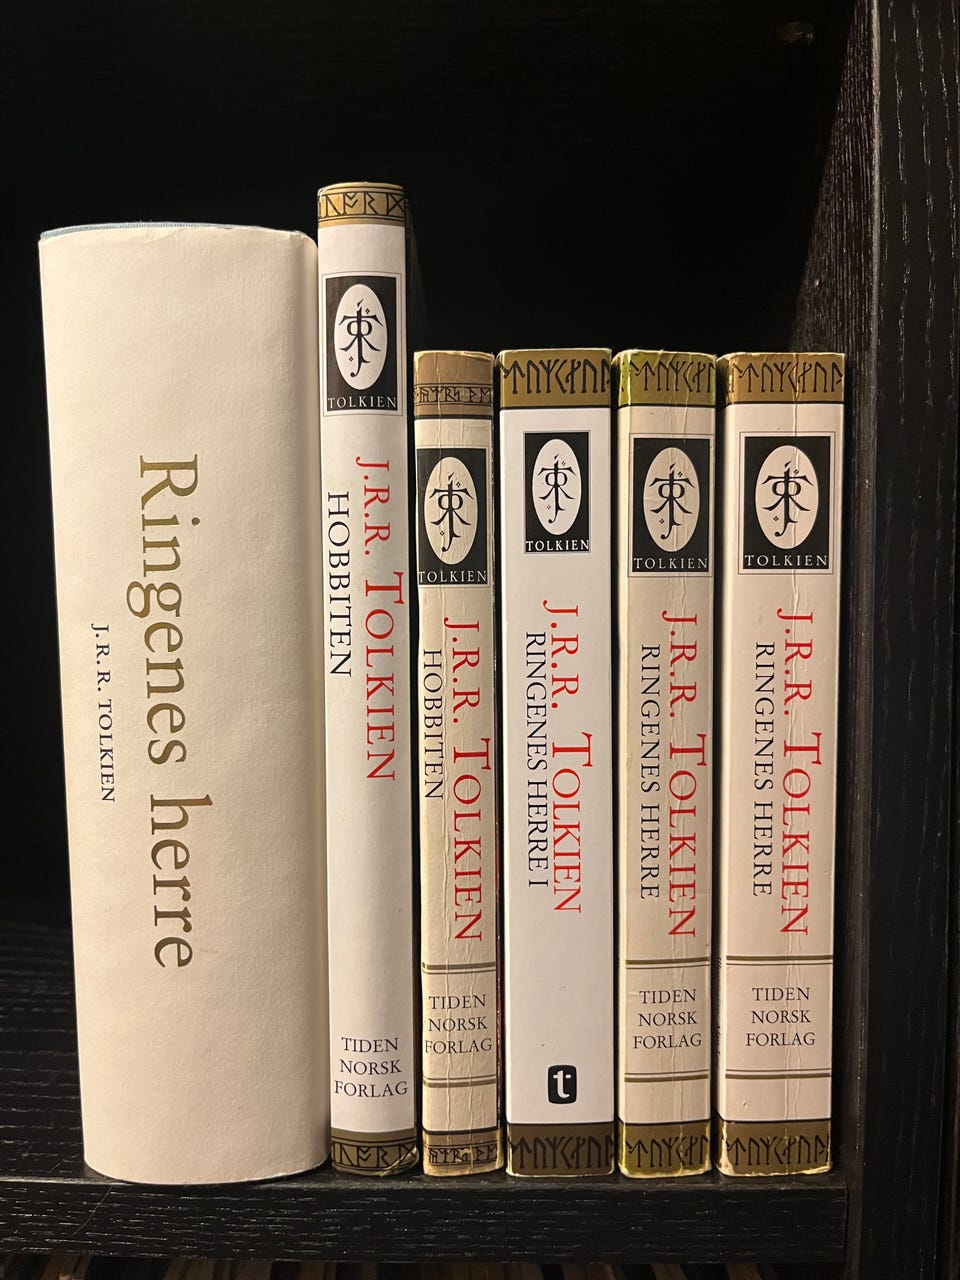 Ringenes herre
J.R.R. TOLKIEN
TOLKIEN
J.R.R. TOLKIEN
HOBBITEN
TIDEN
NORSK
FORLAG
TOLKIEN
J.R.R. TOLKIEN
HOBBITEN
TIDEN
NORSK
FORLAG
TOLKIEN
J.R.R. TOLKIEN
RINGENES HERRE I
t
TOLKIEN
J.R.R. TOLKIEN
RINGENES HERRE
TIDEN
NORSK
FORLAG
TOLKIEN
J.R.R. TOLKIEN
RINGENES HERRE
TIDEN
NORSK
FORLAG